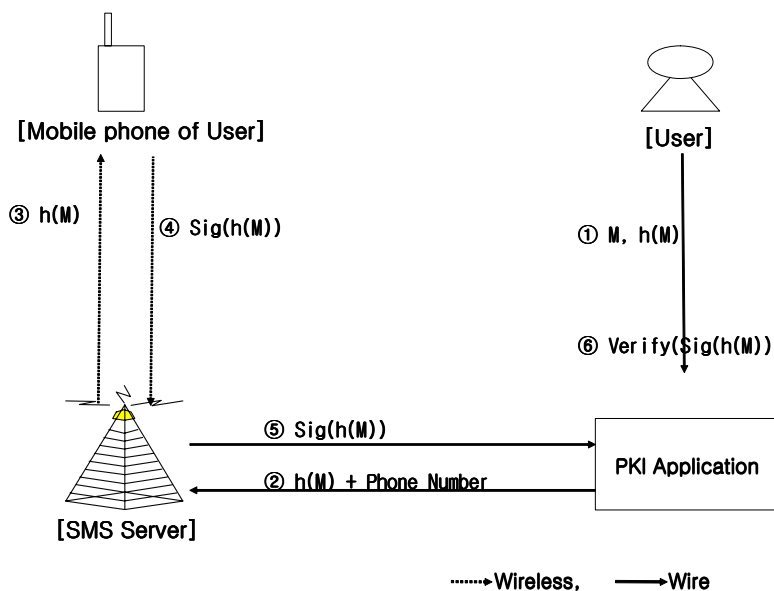 [Mobile phone of User]
[User]
③ h(M)
④ Sig(h(M))
① M, h(M)
⑥ Verify(Sig(h(M))
⑤ Sig(h(M))
② h(M) + Phone Number
PKI Application
[SMS Server]
Wireless,
Wire